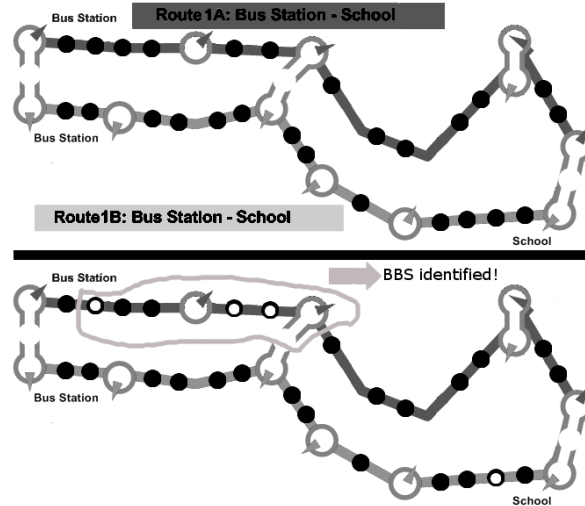 Route1A: Bus Station - School
Bus Station
Bus Station
Route1B: Bus Station - School
School
Bus Station
BBS identified!
Bus Station
School